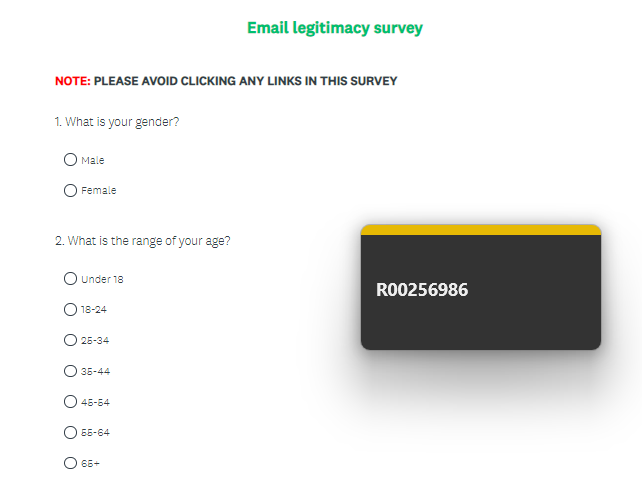 Email legitimacy survey
NOTE: PLEASE AVOID CLICKING ANY LINKS IN THIS SURVEY
1. What is your gender?
Male
Female
2. What is the range of your age?
Under 18
18-24
25-34
35-44
45-54
55-64
65+
R00256986